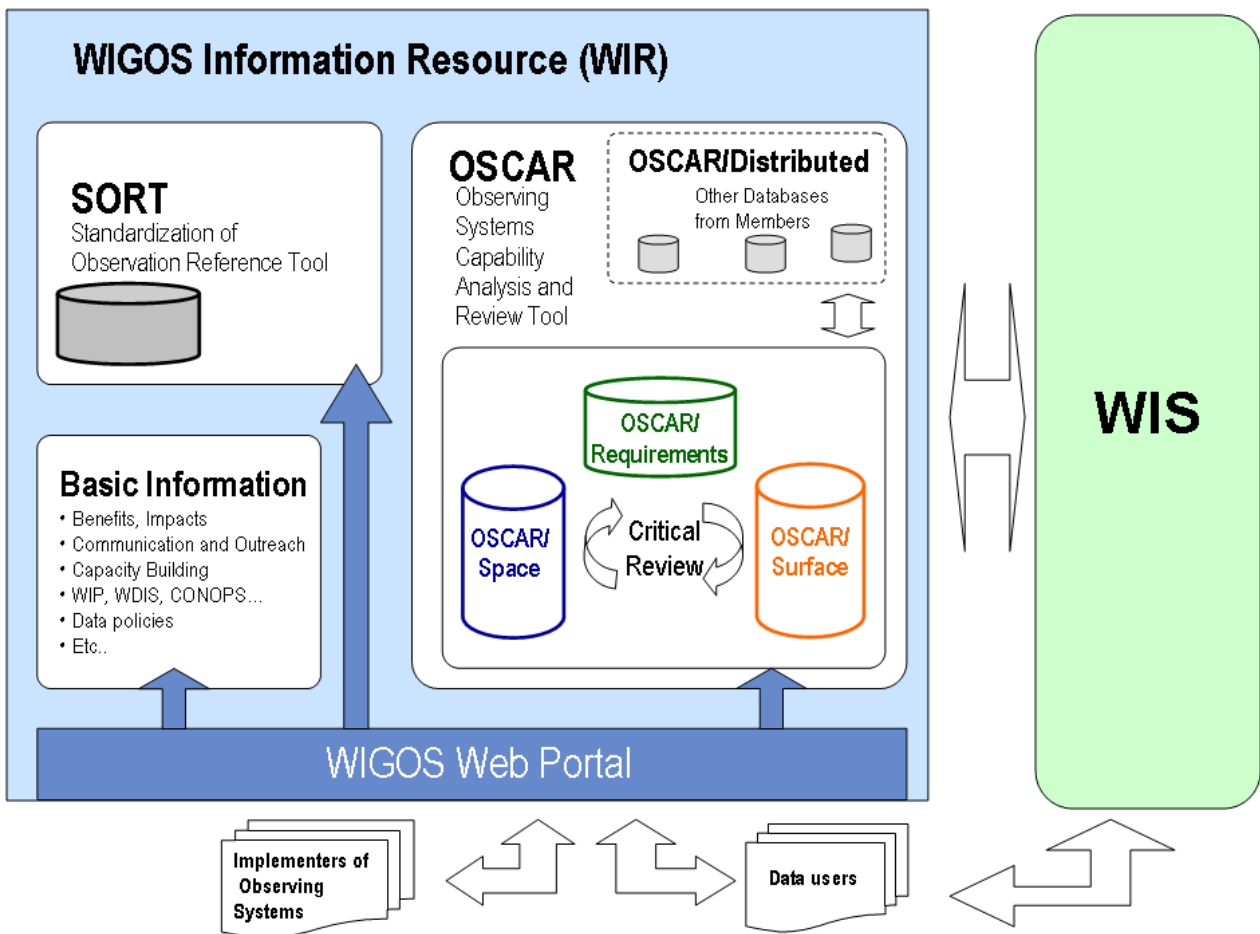 WIGOS Information Resource (WIR)
SORT
Standardization of
Observation Reference Tool
OSCAR
Observing
Systems
Capability
Analysis and
Review Tool
OSCAR/Distributed
Other Databases
from Members
OSCAR/
Requirements
OSCAR/
Space
Critical
Review
OSCAR/
Surface
Basic Information
• Benefits, Impacts
• Communication and Outreach
• Capacity Building
• WIP, WDIS, CONOPS...
• Data policies
• Etc..
WIGOS Web Portal
WIS
Implementers of
Observing
Systems
Data users